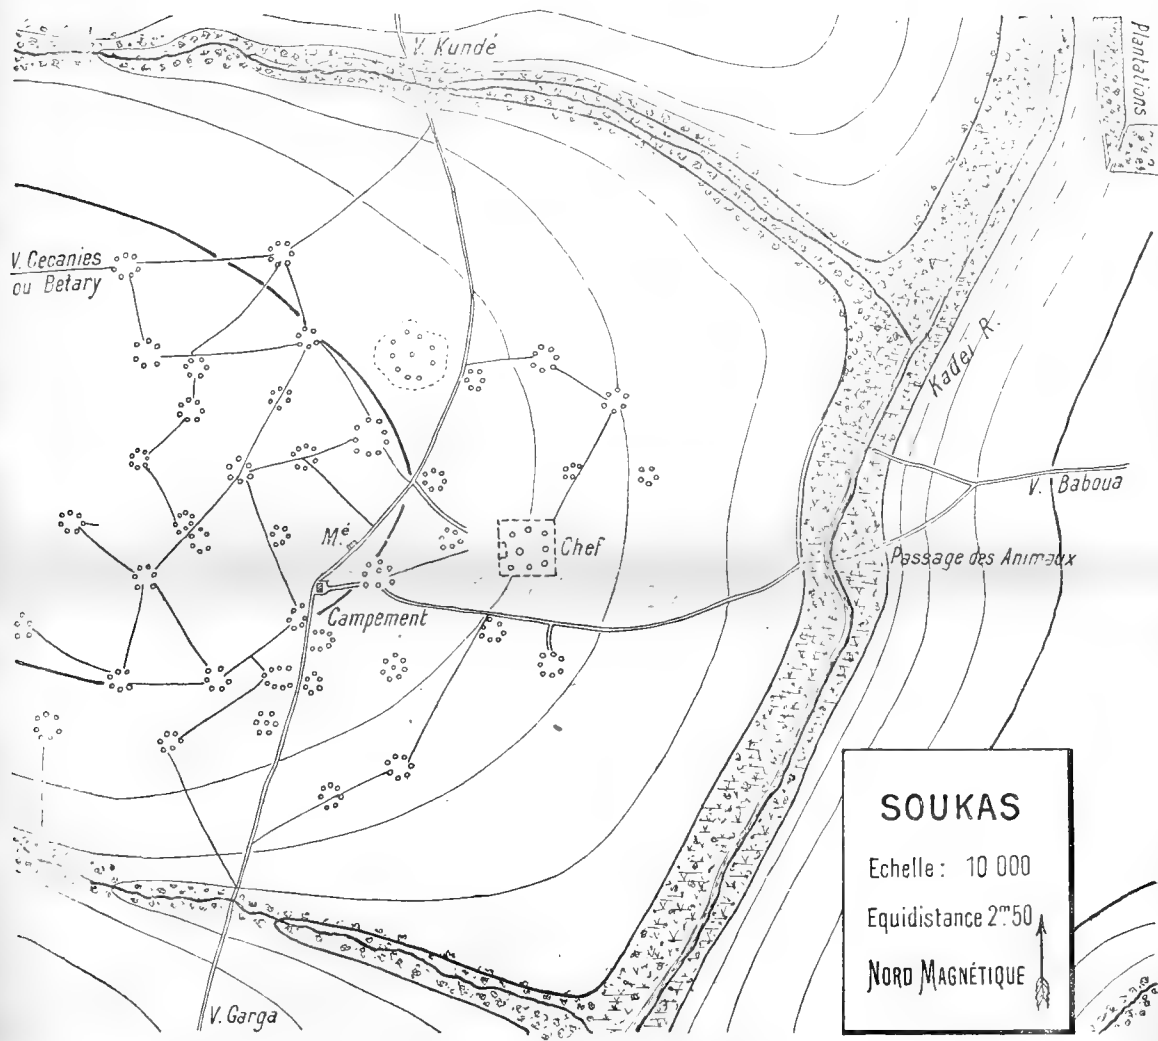 V. Kundé
Plantations
V. Cecanies
ou Bétary
Kadei R.
V. Baboua
Mé.
Chef
Passage des Animaux
Campement
SOUKAS
Echelle: 10 000
Equidistance 2m50
NORD MAGNÉTIQUE
V. Garga